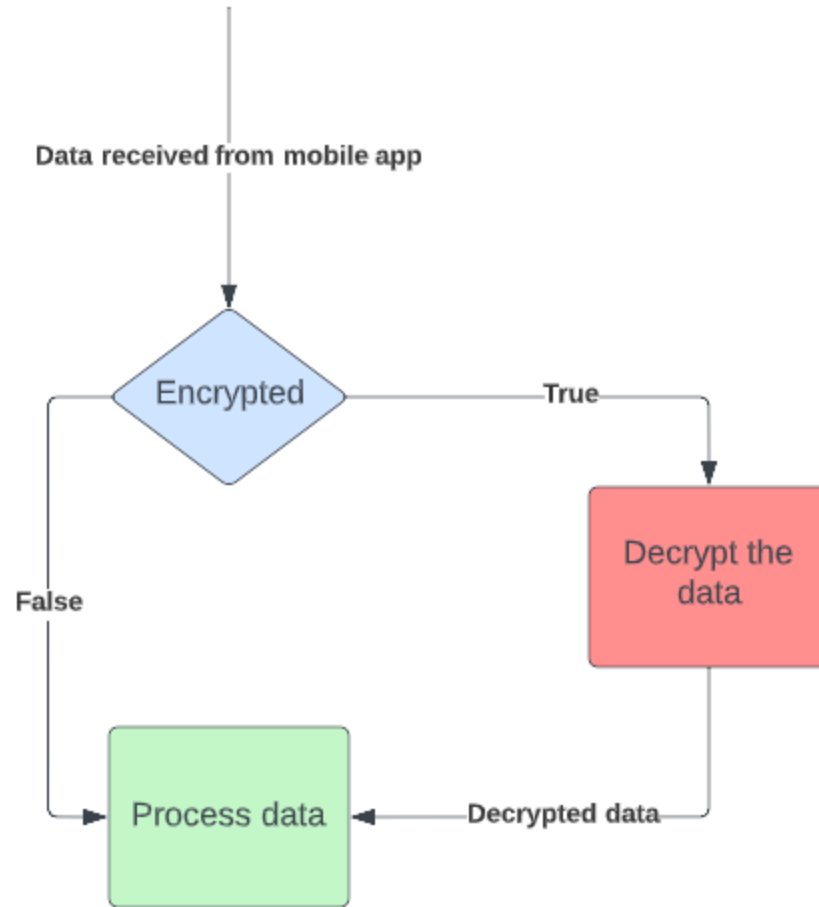 Data received from mobile app
Encrypted
True
Decrypt the
data
False
Process data
Decrypted data